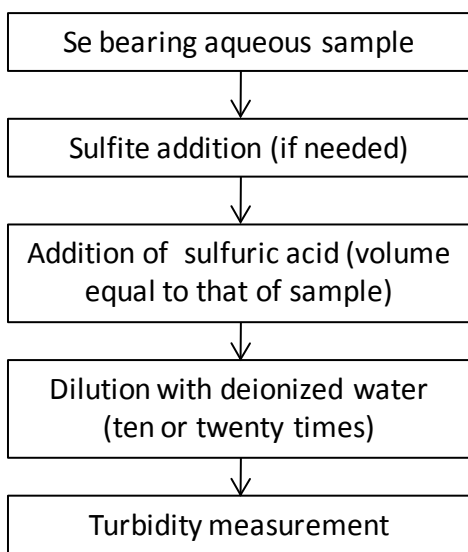 Se bearing aqueous sample
Sulfite addition (if needed)
Addition of sulfuric acid (volume
equal to that of sample)
Dilution with deionized water
(ten or twenty times)
Turbidity measurement